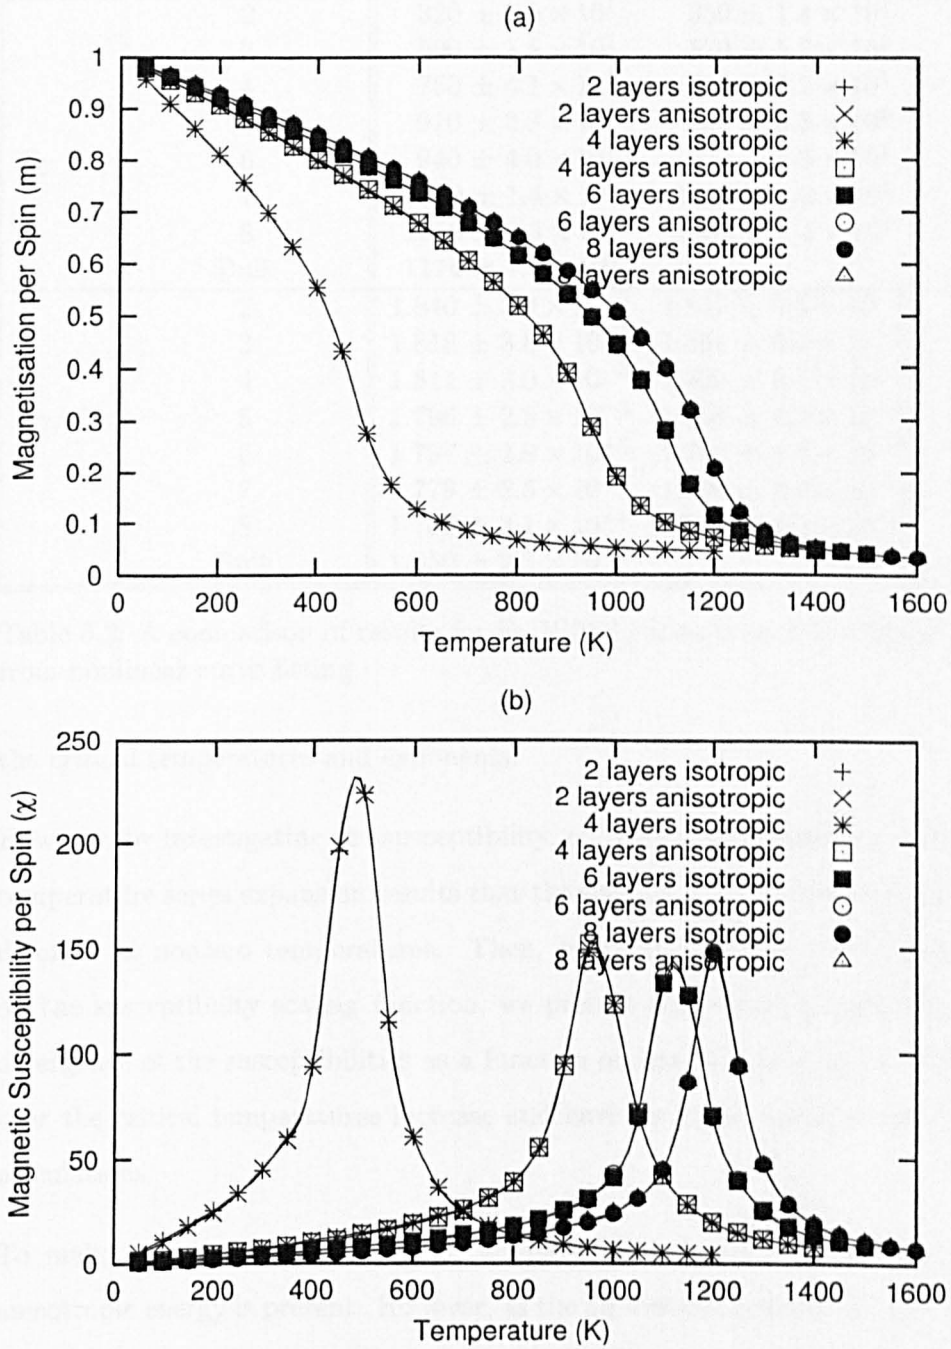 (a)
Magnetisation per Spin (m)
1
0.9
0.8
0.7
0.6
0.5
0.4
0.3
0.2
0.1
0
2 layers isotropic
2 layers anisotropic
4 layers isotropic
4 layers anisotropic
6 layers isotropic
6 layers anisotropic
8 layers isotropic
layers anisotropic
0 200 400 600 800 1000 1200 1400 1600
Temperature (K)
(b)
Magnetic Susceptibility per Spin (χ)
250
200
150
100
50
0
2 layers isotropic
2 layers anisotropic
4 layers isotropic
4 layers anisotropic
6 layers isotropic
6 layers anisotropic
8 layers isotropic
8 layers anisotropic
0 200 400 600 800 1000 1200 1400 1600
Temperature (K)